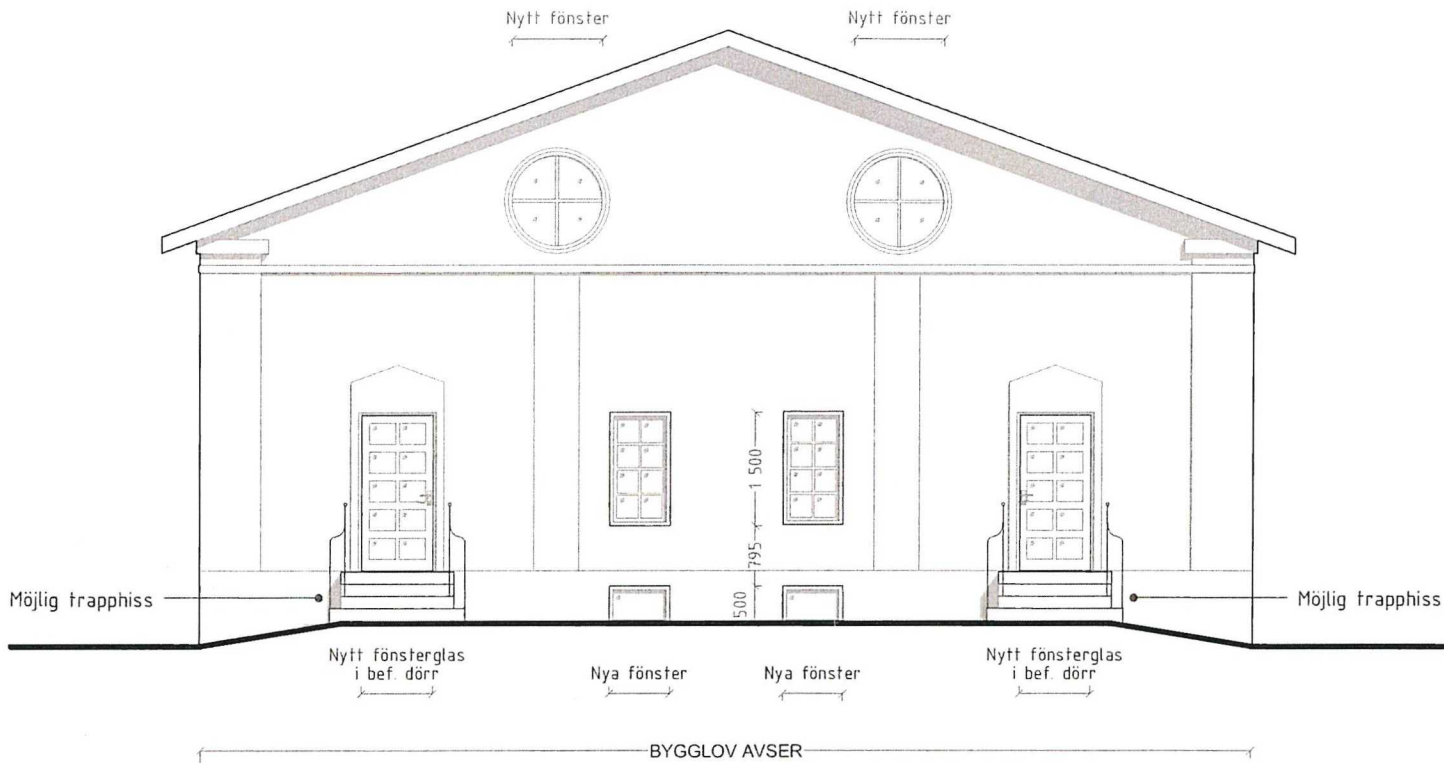 Nytt fönster
Nytt fönster
1 500
795
500
Möjlig trapphiss
Möjlig trapphiss
Nytt fönsterglas
i bef. dörr
Nya fönster
Nya fönster
Nytt fönsterglas
i bef. dörr
BYGGLOV AVSER